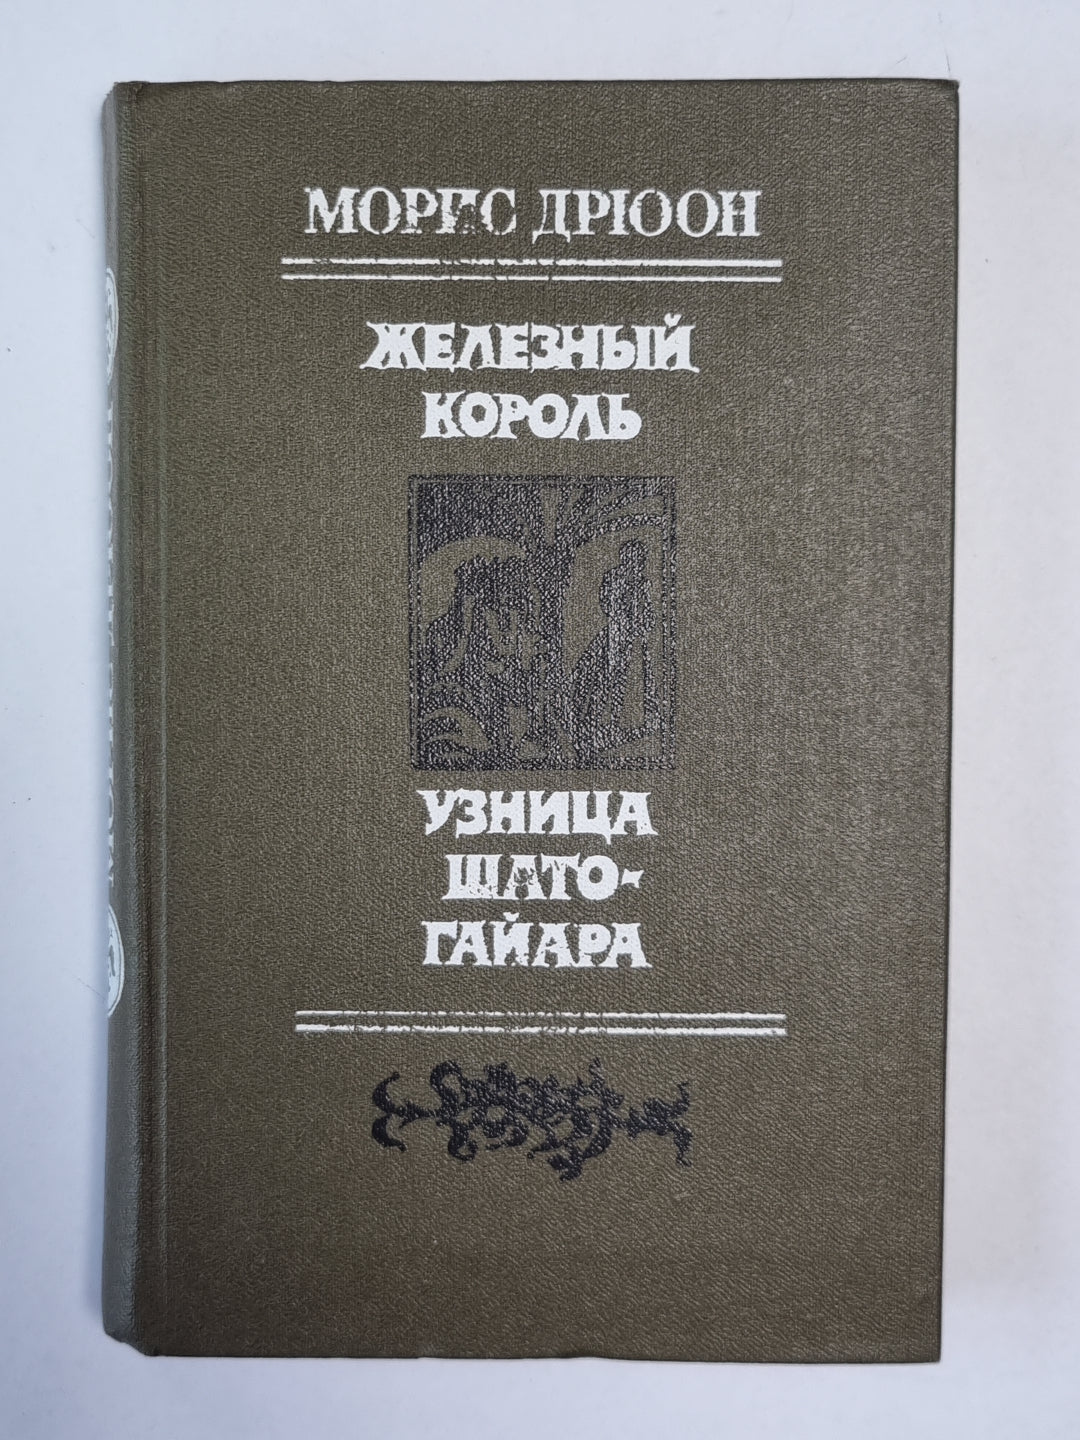 МОРИС ДРЮОН
ЖЕЛЕЗНЫЙ
КОРОЛЬ
УЗНИЦА
ШАТО-
ГАЙАРА